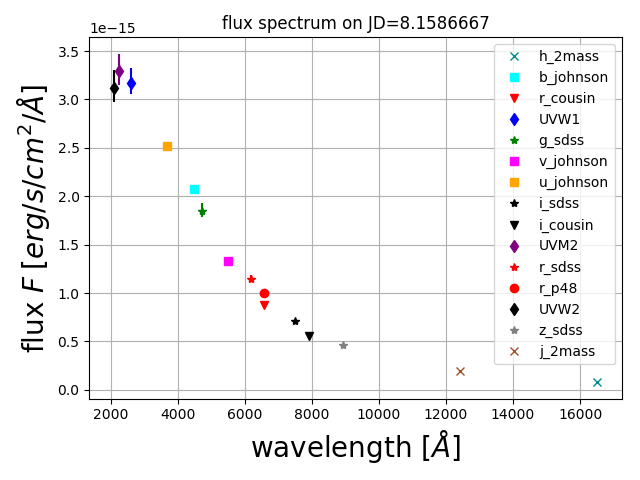 flux spectrum on JD=8.1586667
1e−15
3.5
3.0
2.5
2.0
1.5
1.0
0.5
0.0
flux F [erg/s/cm²/Å]
h_2mass
b_johnson
r_cousin
UVW1
g_sdss
v_johnson
u_johnson
i_sdss
i_cousin
UVM2
r_sdss
r_p48
UVW2
z_sdss
j_2mass
2000 4000 6000 8000 10000 12000 14000 16000
wavelength [Å]